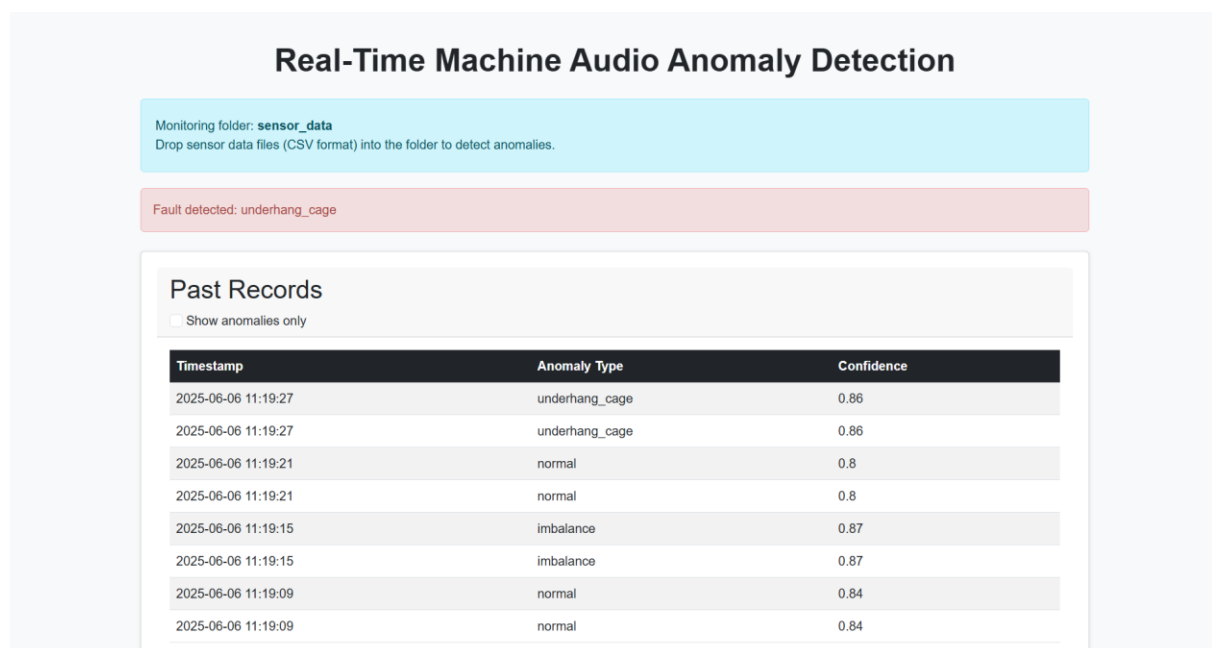 Real-Time Machine Audio Anomaly Detection
Monitoring folder: sensor_data
Drop sensor data files (CSV format) into the folder to detect anomalies.
Fault detected: underhang_cage
Past Records
Show anomalies only
Timestamp Anomaly Type Confidence
2025-06-06 11:19:27 underhang_cage 0.86
2025-06-06 11:19:27 underhang_cage 0.86
2025-06-06 11:19:21 normal 0.8
2025-06-06 11:19:21 normal 0.8
2025-06-06 11:19:15 imbalance 0.87
2025-06-06 11:19:15 imbalance 0.87
2025-06-06 11:19:09 normal 0.84
2025-06-06 11:19:09 normal 0.84